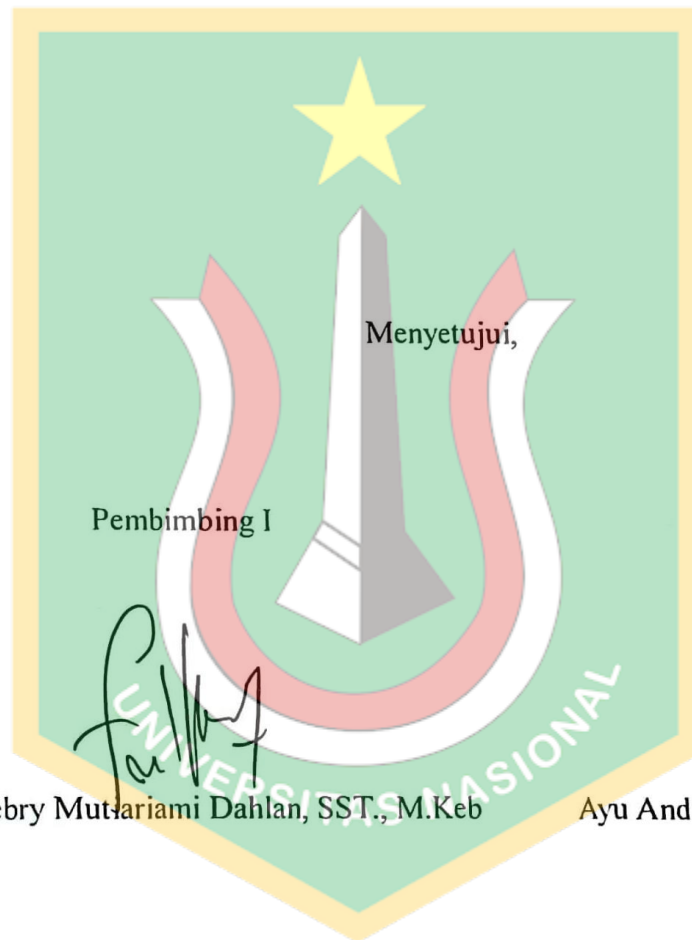 Menyetujui,
Pembimbing I
ebry Mutiariami Dahlan, SST., M.Keb Ayu And
UNIVERSITAS NASIONAL